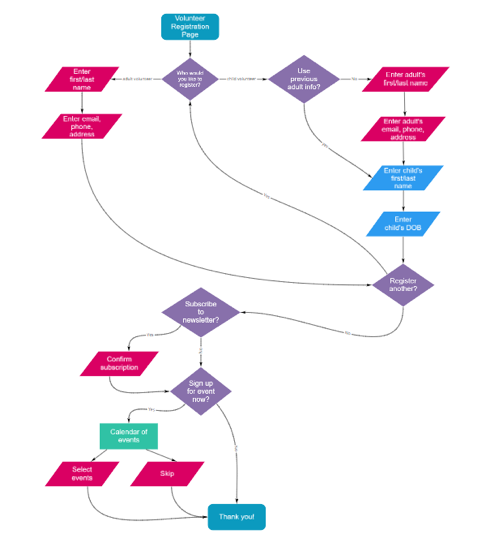 Volunteer
Registration
Page
Who would
you like to
register?
adult volunteer
child volunteer
Enter
first/last
name
Enter email,
phone,
address
Use
previous
adult info?
No
Yes
Enter adult's
first/last name
Enter adult's
email, phone,
address
Enter child's
first/last
name
Enter
child's DOB
Register
another?
Yes
No
Subscribe
to
newsletter?
Yes
No
Confirm
subscription
Sign up
for event
now?
Yes
No
Calendar of
events
Select
events
Skip
Thank you!